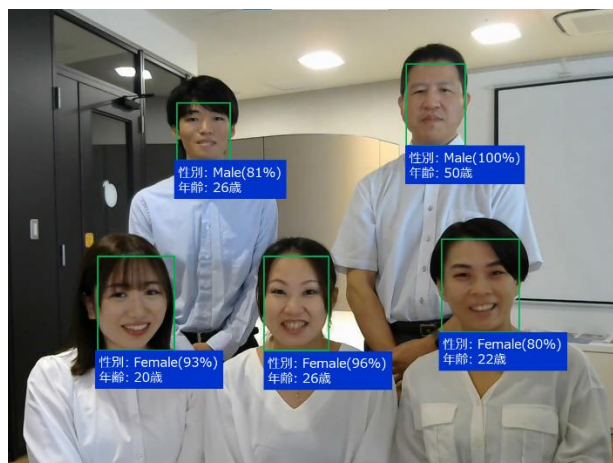 性別: Male(81%)
年齢: 26歳
性別: Male(100%)
年齢: 50歳
性別: Female(93%)
年齢: 20歳
性別: Female(96%)
年齢: 26歳
性別: Female(80%)
年齢: 22歳